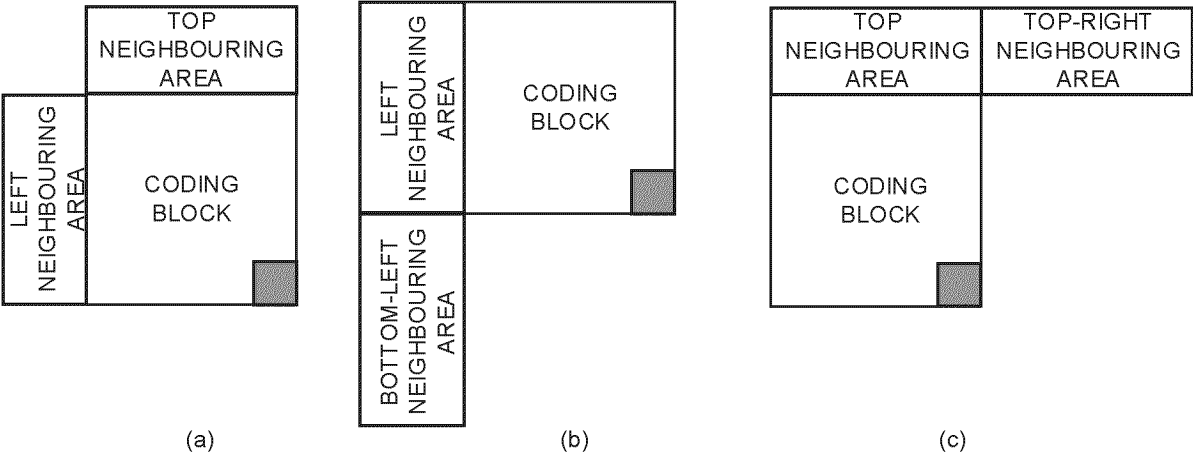 TOP
NEIGHBOURING
AREA
LEFT
NEIGHBOURING
AREA
CODING
BLOCK
(a)
LEFT
NEIGHBOURING
AREA
CODING
BLOCK
BOTTOM-LEFT
NEIGHBOURING
AREA
(b)
TOP
NEIGHBOURING
AREA
TOP-RIGHT
NEIGHBOURING
AREA
CODING
BLOCK
(c)